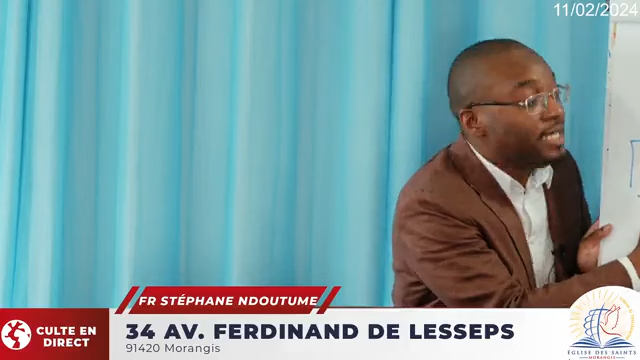 11/02/2024
FR STÉPHANE NDOUTUME
CULTE EN
DIRECT
34 AV. FERDINAND DE LESSEPS
91420 Morangis
ÉGLISE DES SAINTS
MORANGIS